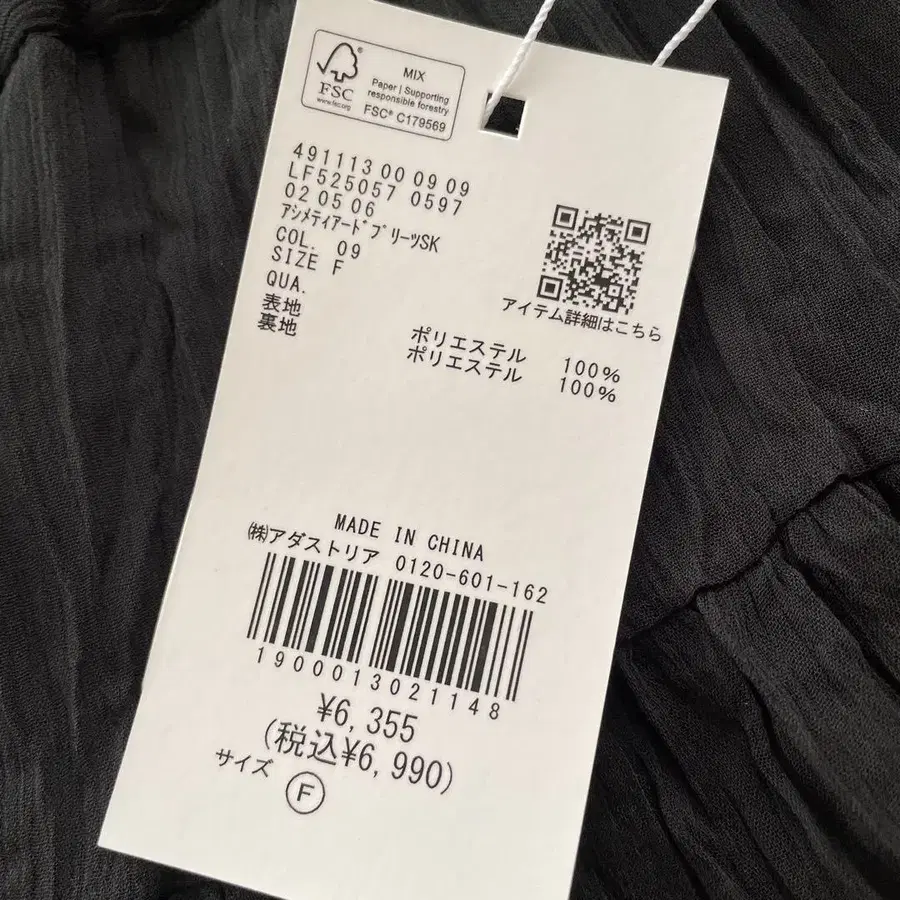 FSC
www.fsc.org
MIX
Paper | Supporting
responsible forestry
FSC® C179569
491113 00 09 09
LF525057 0597
02 05 06
ｱｼﾒﾃｨｱｰﾄﾞﾌﾟﾘｰﾂSK
COL. 09
SIZE F
QUA.
表地 ポリエステル 100%
裏地 ポリエステル 100%
アイテム詳細はこちら
MADE IN CHINA
㈱アダストリア 0120-601-162
1900013021148
¥6,355
(税込¥6,990)
サイズ F